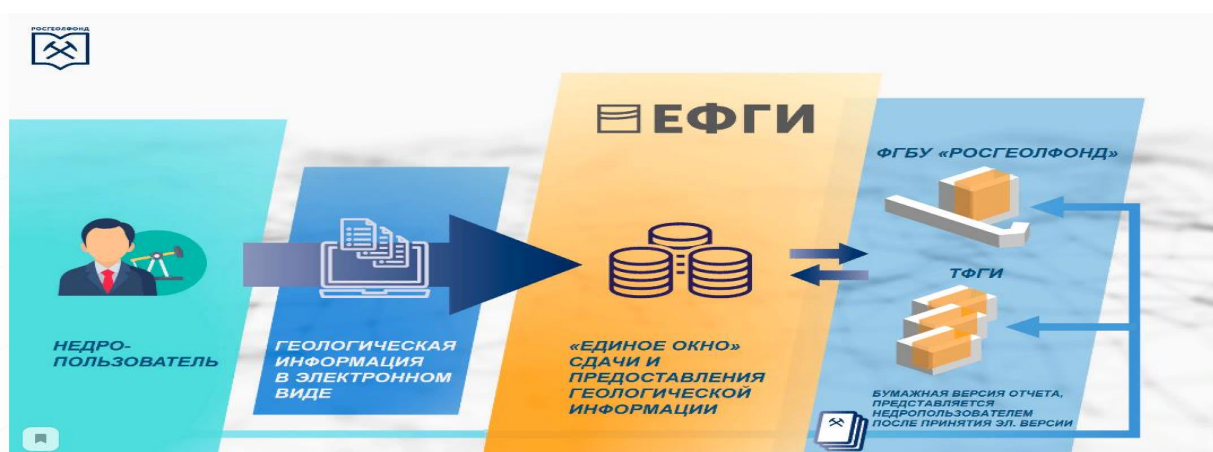 РОСГЕОЛФОНД
НЕДРО-
ПОЛЬЗОВАТЕЛЬ
ГЕОЛОГИЧЕСКАЯ
ИНФОРМАЦИЯ
В ЭЛЕКТРОННОМ
ВИДЕ
ЕФГИ
«ЕДИНОЕ ОКНО»
СДАЧИ И
ПРЕДОСТАВЛЕНИЯ
ГЕОЛОГИЧЕСКОЙ
ИНФОРМАЦИИ
ФГБУ «РОСГЕОЛФОНД»
ТФГИ
БУМАЖНАЯ ВЕРСИЯ ОТЧЕТА,
ПРЕДСТАВЛЯЕТСЯ
НЕДРОПОЛЬЗОВАТЕЛЕМ
ПОСЛЕ ПРИНЯТИЯ ЭЛ. ВЕРСИИ